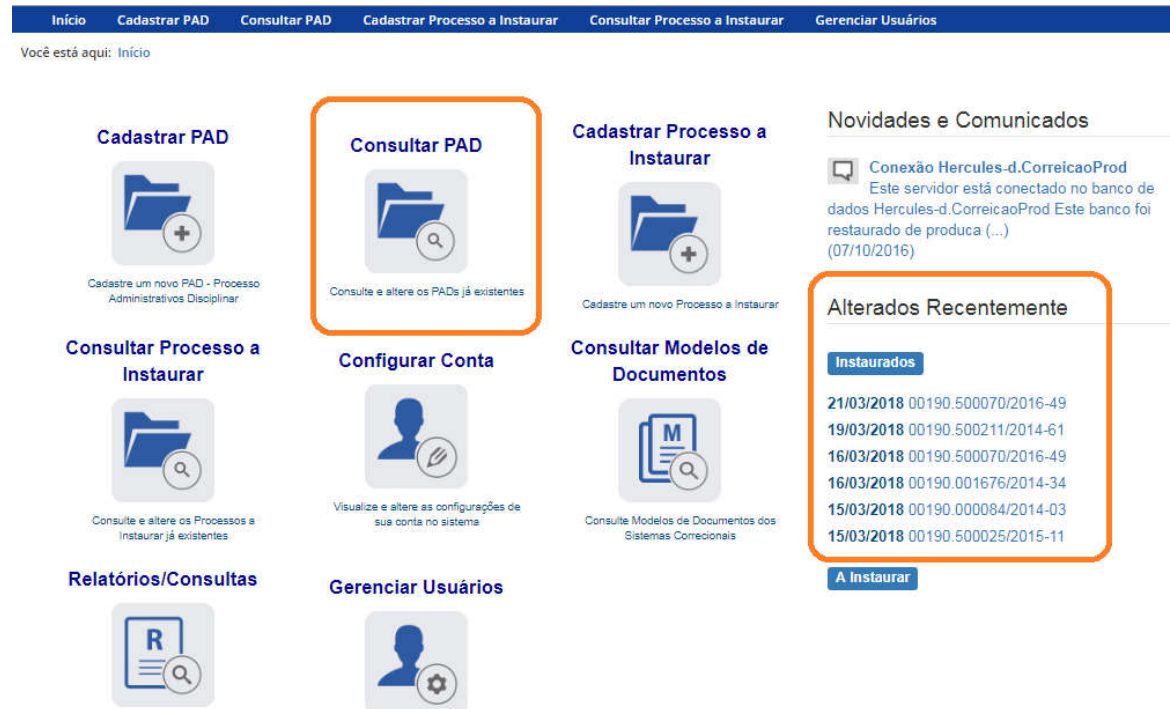 Início Cadastrar PAD Consultar PAD Cadastrar Processo a Instaurar Consultar Processo a Instaurar Gerenciar Usuários
Você está aqui: Início
Cadastrar PAD
Cadastre um novo PAD - Processo
Administrativos Disciplinar
Consultar PAD
Consulte e altere os PADs já existentes
Cadastrar Processo a
Instaurar
Cadastre um novo Processo a Instaurar
Consultar Processo a
Instaurar
Consulte e altere os Processos a
Instaurar já existentes
Configurar Conta
Visualize e altere as configurações de
sua conta no sistema
Consultar Modelos de
Documentos
M
Consulte Modelos de Documentos dos
Sistemas Correcionais
Relatórios/Consultas
R
Gerenciar Usuários
Novidades e Comunicados
Conexão Hercules-d.CorreicaoProd
Este servidor está conectado no banco de
dados Hercules-d.CorreicaoProd Este banco foi
restaurado de produca (...)
(07/10/2016)
Alterados Recentemente
Instaurados
21/03/2018 00190.500070/2016-49
19/03/2018 00190.500211/2014-61
16/03/2018 00190.500070/2016-49
16/03/2018 00190.001676/2014-34
15/03/2018 00190.000084/2014-03
15/03/2018 00190.500025/2015-11
A Instaurar